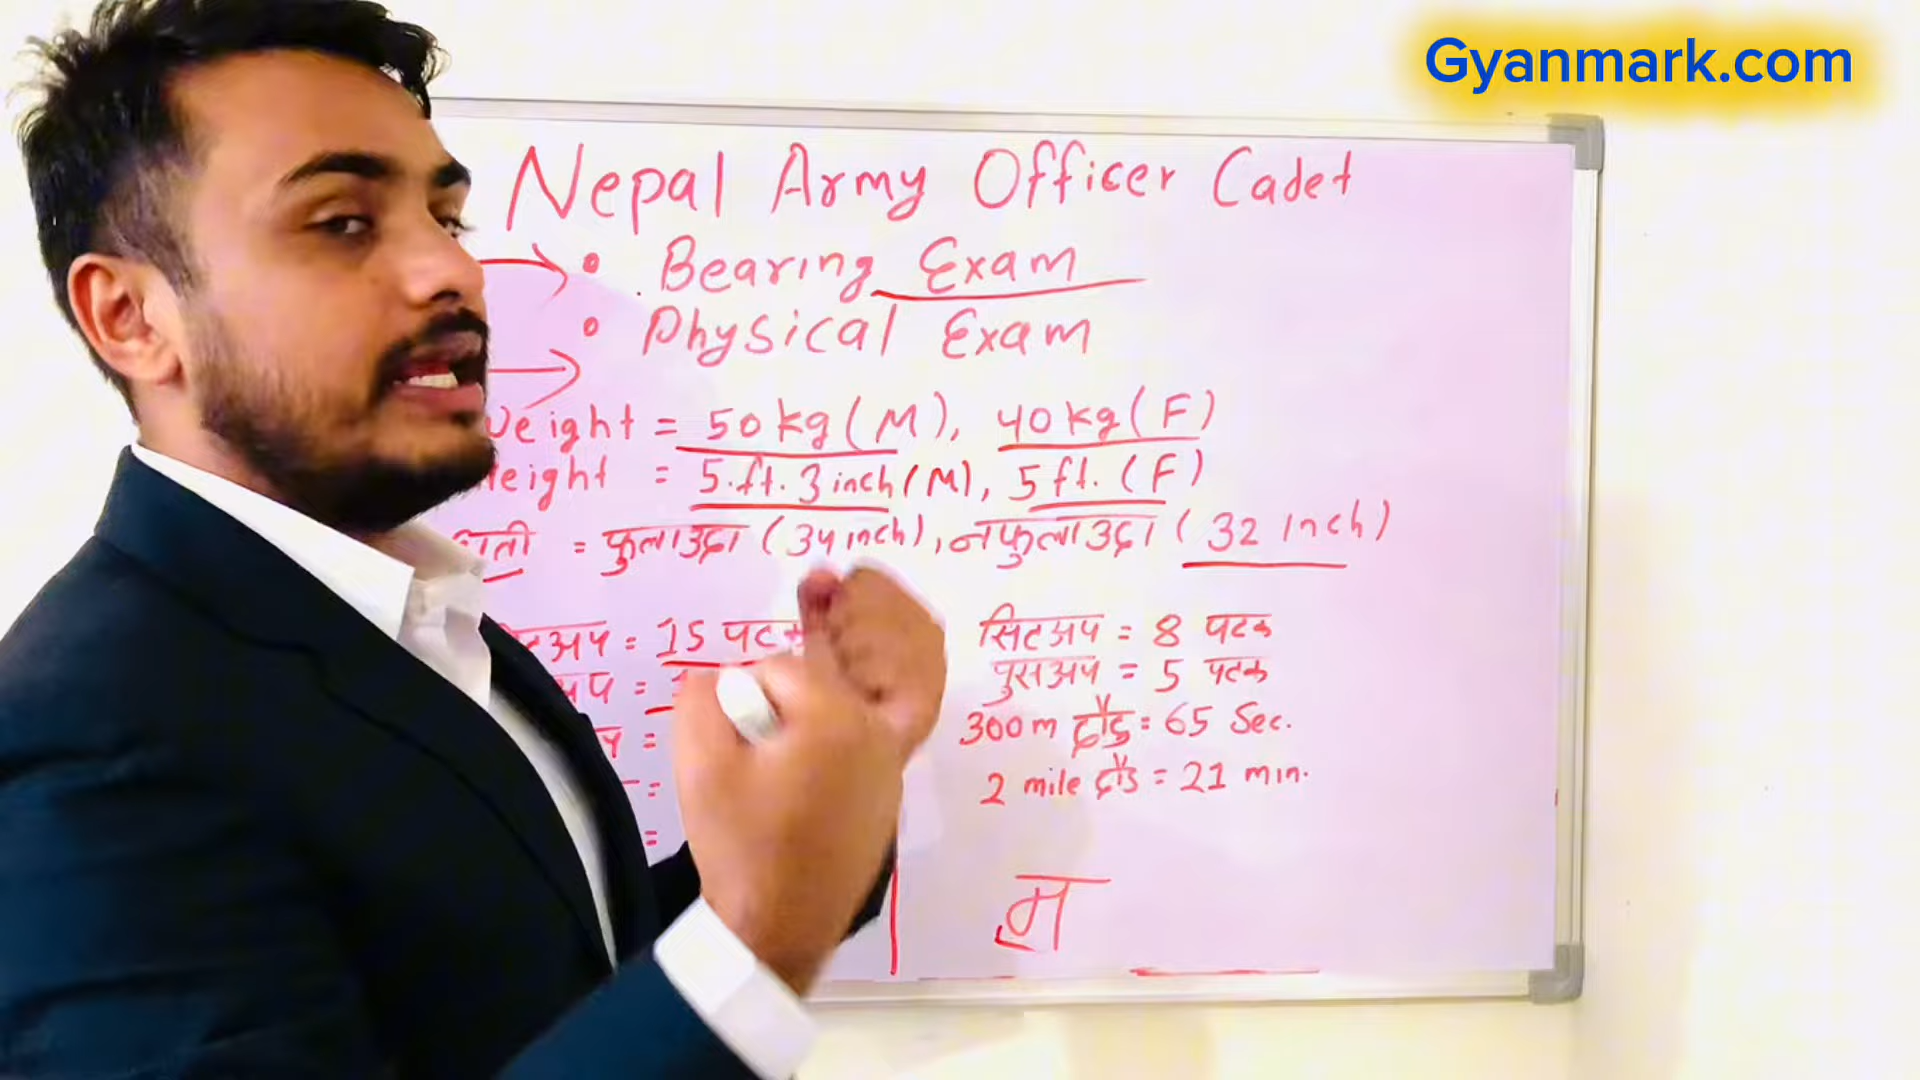 Gyanmark.com
Nepal Army Officer Cadet
• Bearing Exam
• Physical Exam
Weight = 50 kg (M), 40 kg (F)
Height = 5.ft. 3 inch (M), 5 ft. (F)
छाती = फुलाउदा (34 inch), नफुलाउदा (32 inch)
= 15 पटक
सिटअप = 8 पटक
पुसअप = 5 पटक
300 m दौड = 65 Sec.
2 mile दौड = 21 min.
म